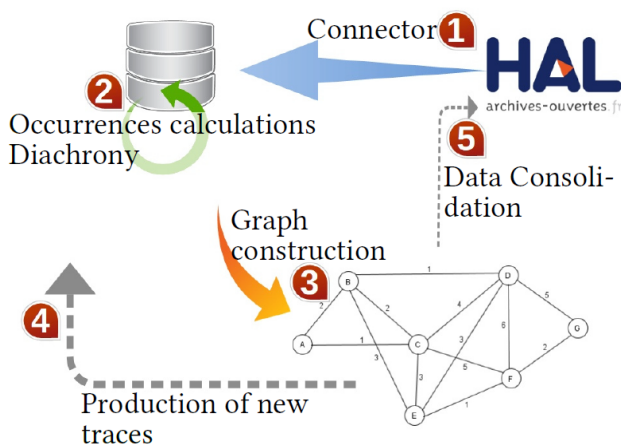 Connector
1
HAL
archives-ouvertes.fr
2
Occurrences calculations
Diachrony
5
Data Consoli-
dation
Graph
construction
3
4
Production of new
traces
B
1
D
2
2
4
5
A
1
C
3
3
6
G
2
3
5
F
E
1